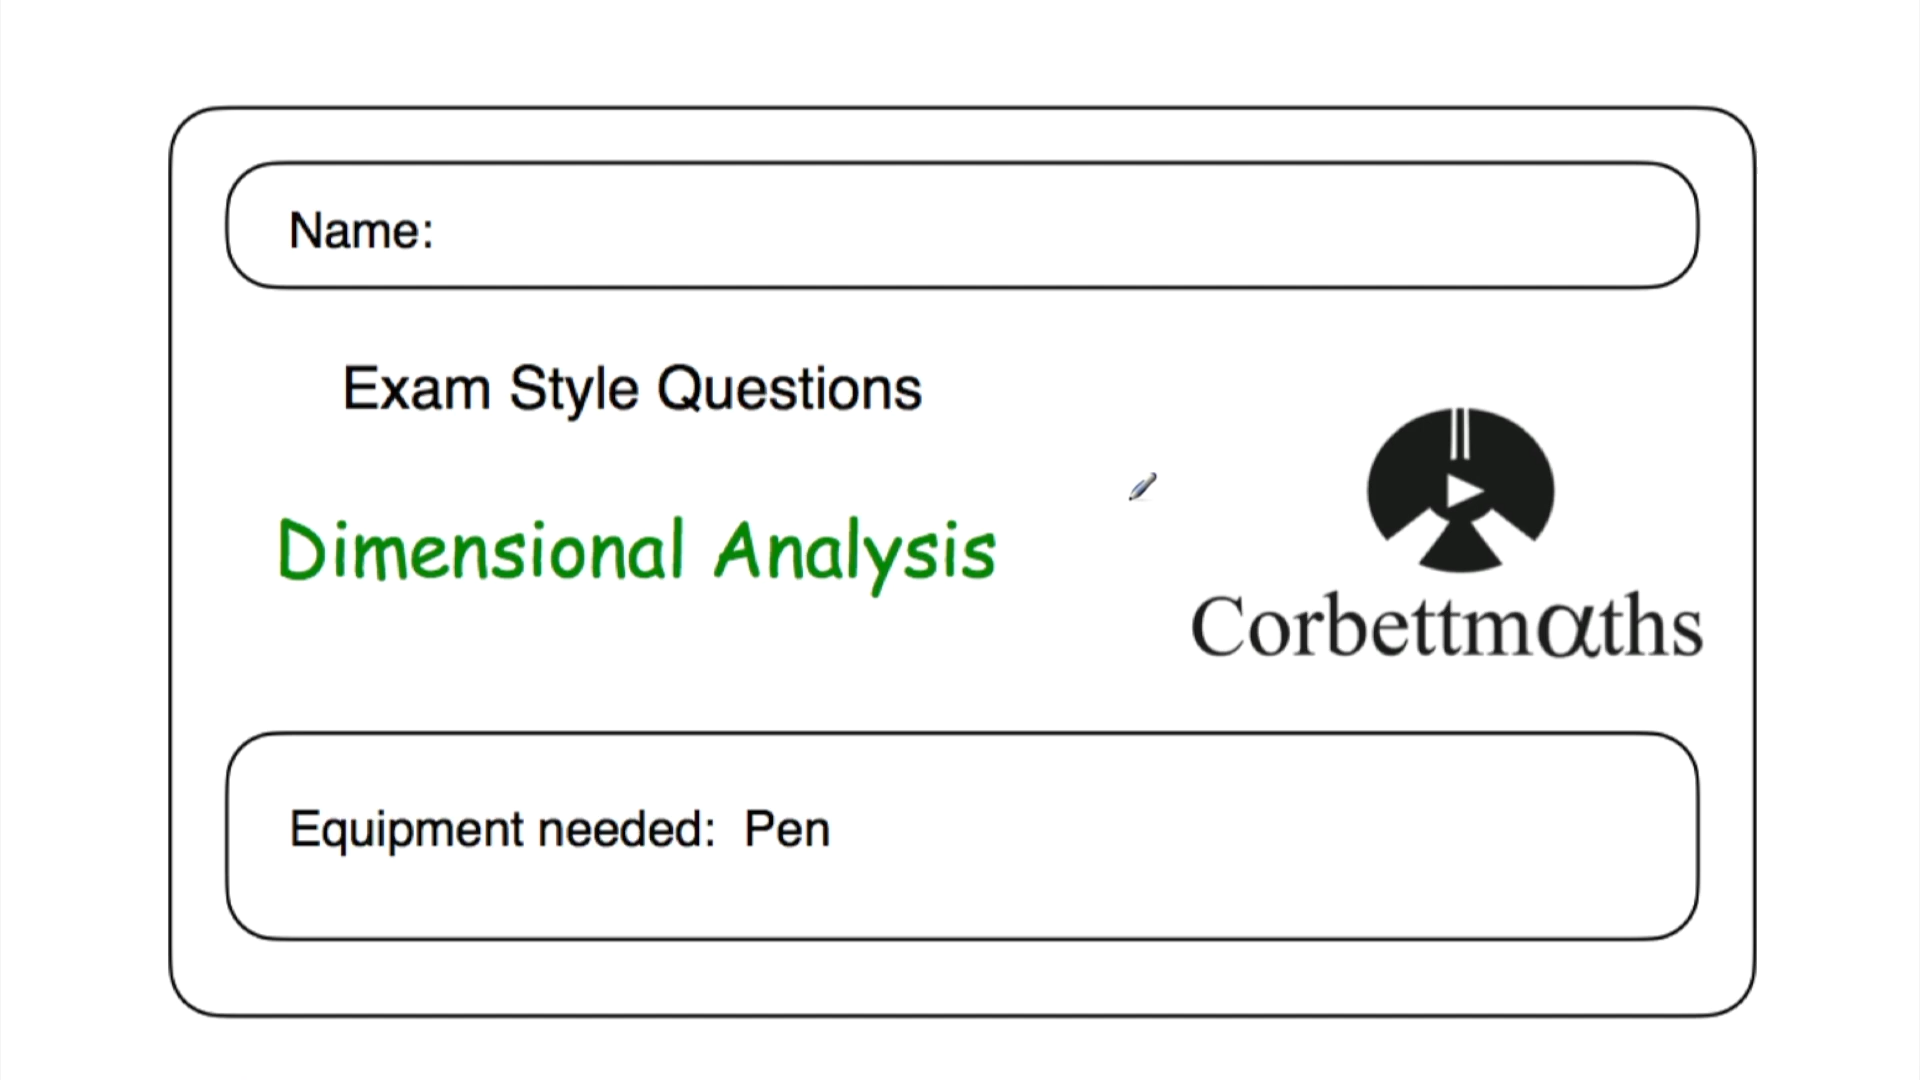 Name:
Exam Style Questions
Dimensional Analysis
Corbettmαths
Equipment needed: Pen